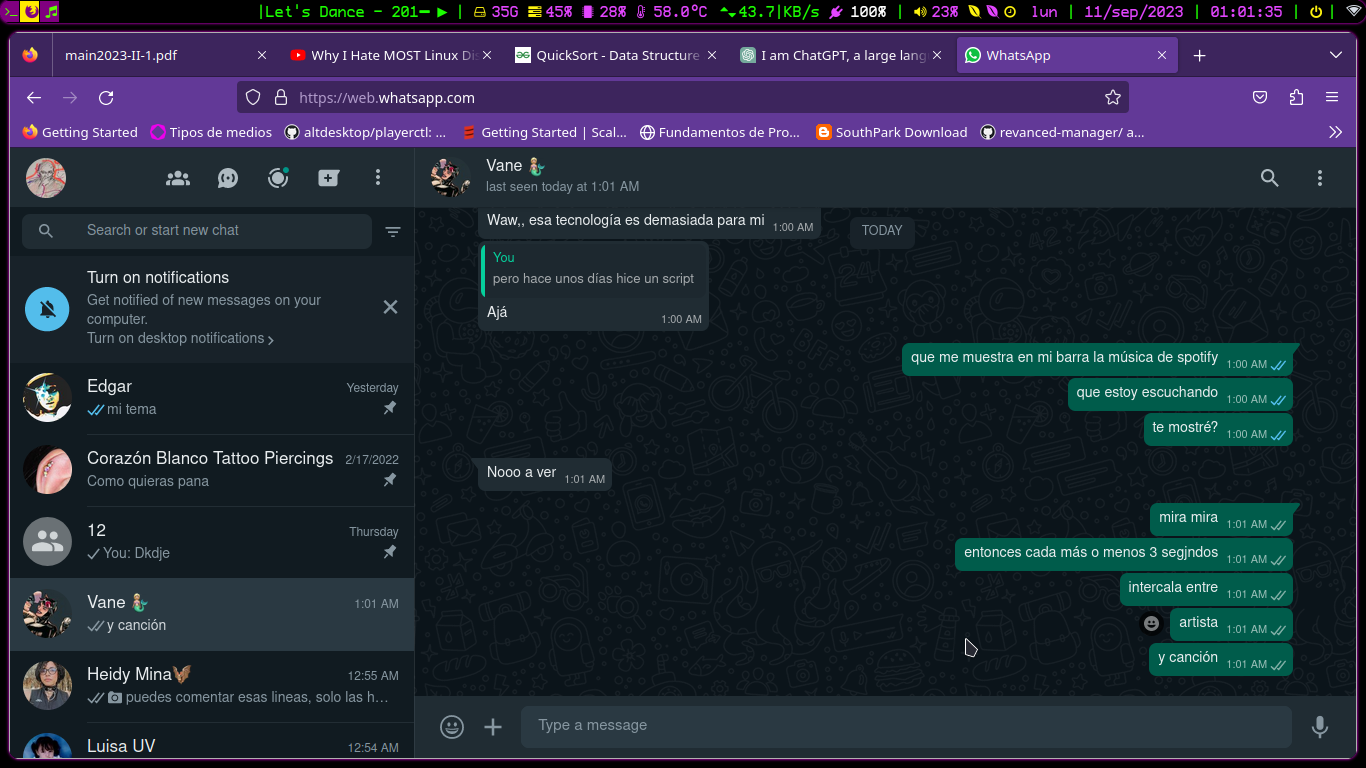 |Let's Dance - 201━ ▶ | 35G 45% 28% 58.0°C 43.7|KB/s 100% | 23% lun | 11/sep/2023 | 01:01:35 |
main2023-II-1.pdf
Why I Hate MOST Linux Di
QuickSort - Data Structure
I am ChatGPT, a large lang
WhatsApp
https://web.whatsapp.com
Getting Started
Tipos de medios
altdesktop/playerctl: ...
Getting Started | Scal...
Fundamentos de Pro...
SouthPark Download
revanced-manager/ a...
Search or start new chat
Turn on notifications
Get notified of new messages on your
computer.
Turn on desktop notifications
Edgar
Yesterday
mi tema
Corazón Blanco Tattoo Piercings
2/17/2022
Como quieras pana
12
Thursday
You: Dkdje
Vane
1:01 AM
y canción
Heidy Mina
12:55 AM
puedes comentar esas lineas, solo las h...
Luisa UV
12:54 AM
Vane
last seen today at 1:01 AM
Waw,, esa tecnología es demasiada para mi 1:00 AM
TODAY
You
pero hace unos días hice un script
Ajá
1:00 AM
que me muestra en mi barra la música de spotify 1:00 AM
que estoy escuchando 1:00 AM
te mostré? 1:00 AM
Nooo a ver 1:01 AM
mira mira 1:01 AM
entonces cada más o menos 3 segjndos 1:01 AM
intercala entre 1:01 AM
artista 1:01 AM
y canción 1:01 AM
Type a message